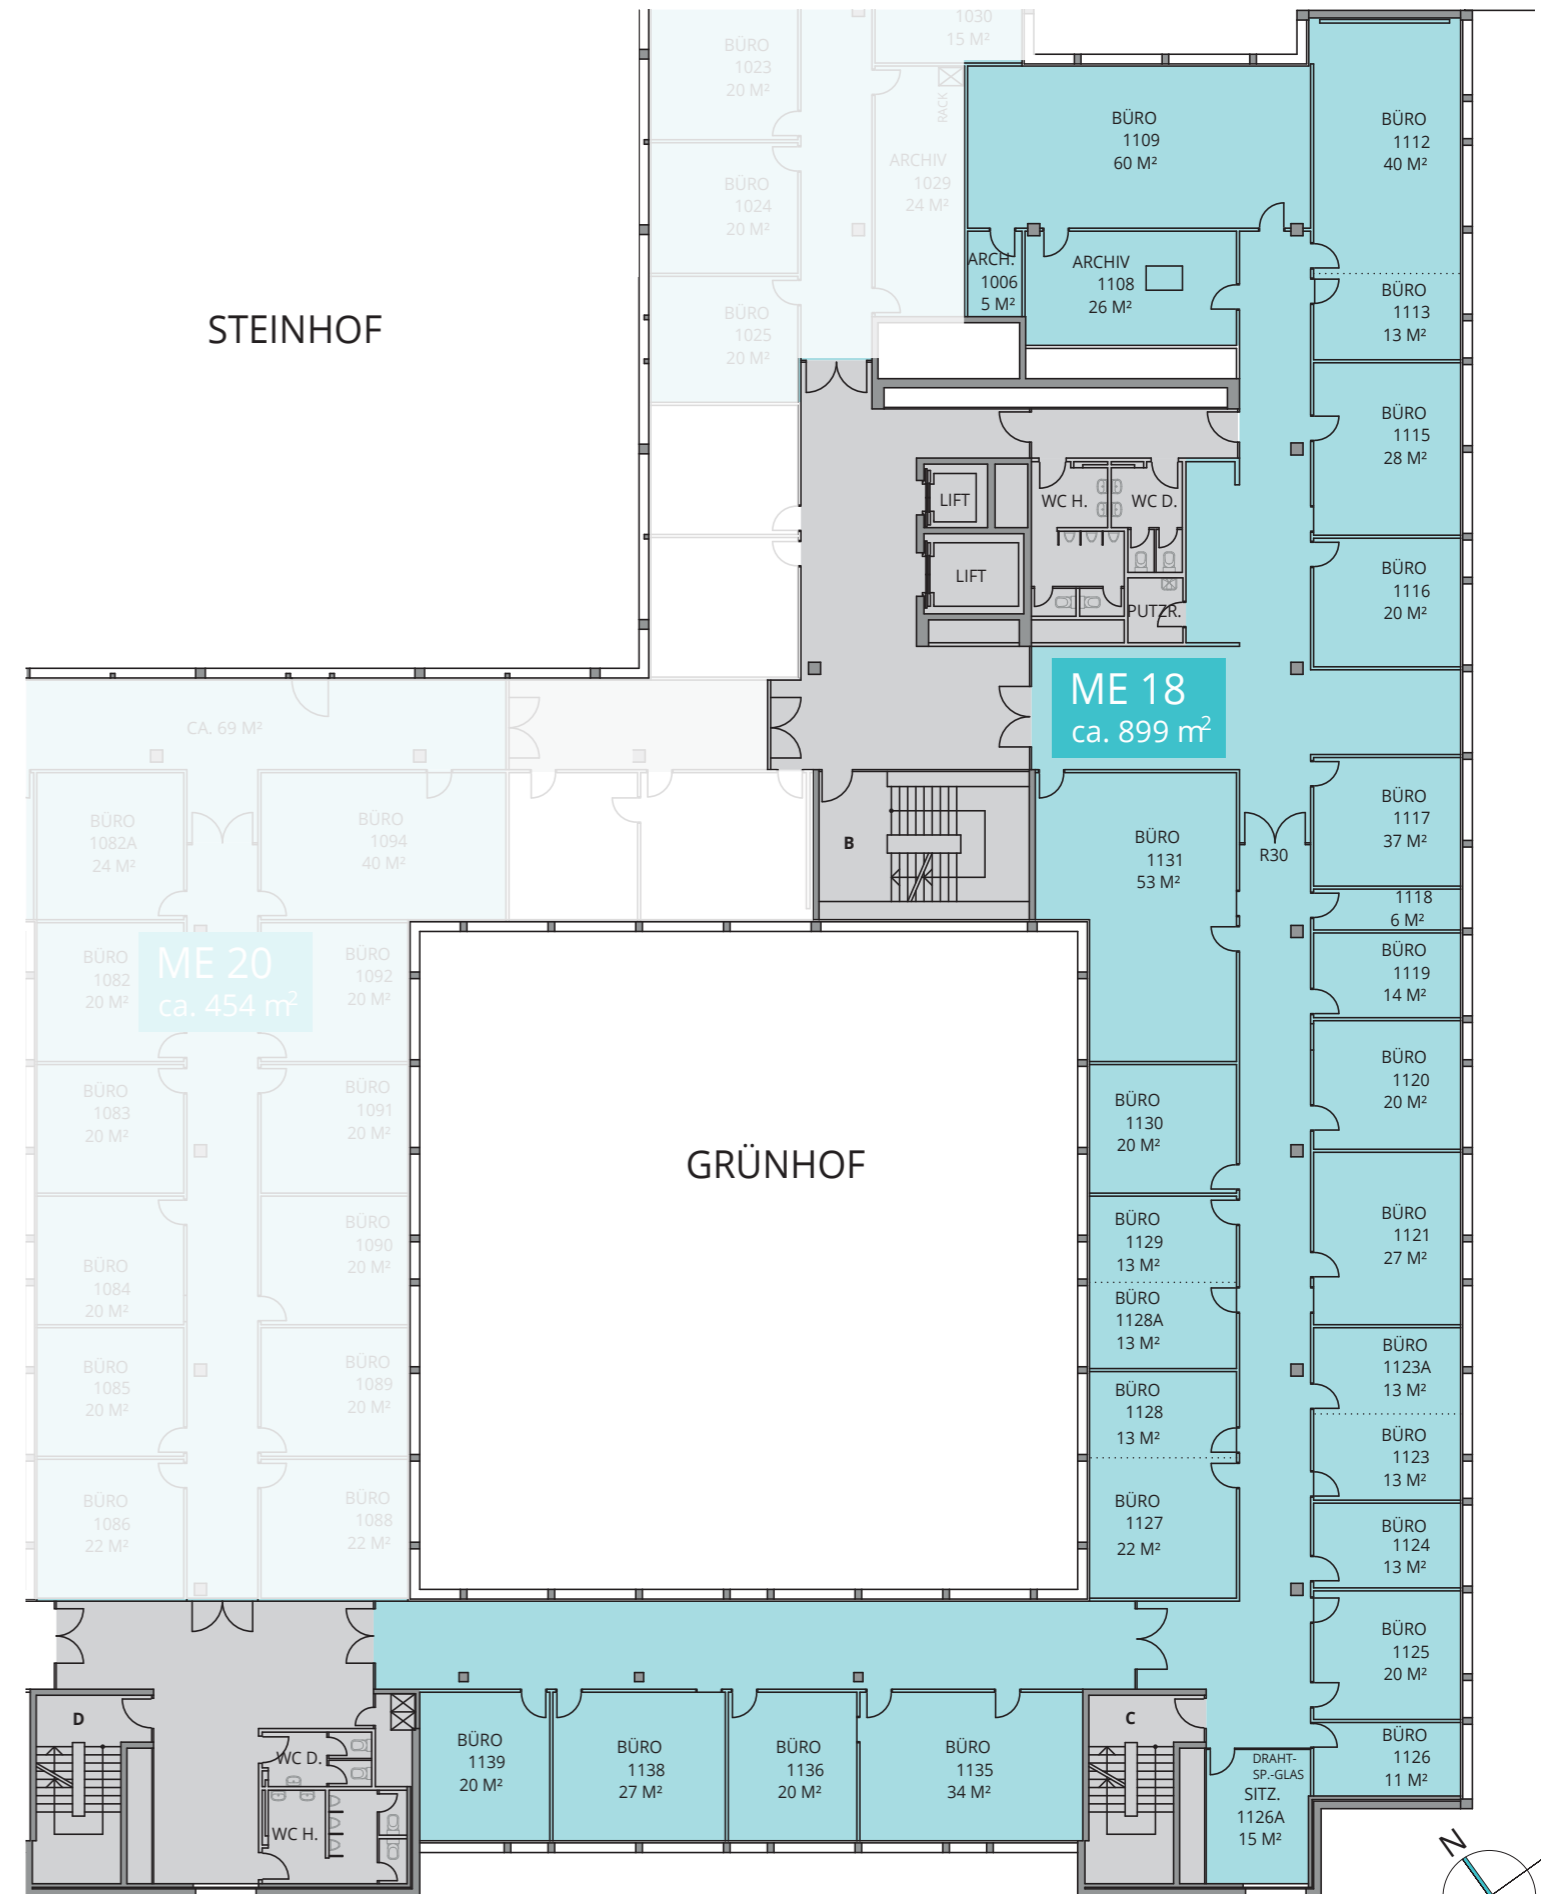 BÜRO
1023
20 M²
1030
15 M²
RACK
ARCHIV
1029
24 M²
BÜRO
1024
20 M²
BÜRO
1025
20 M²
BÜRO
1109
60 M²
BÜRO
1112
40 M²
ARCH.
1006
5 M²
ARCHIV
1108
26 M²
BÜRO
1113
13 M²
STEINHOF
BÜRO
1115
28 M²
LIFT
WC H.
WC D.
LIFT
PUTZR.
BÜRO
1116
20 M²
ME 18
ca. 899 m²
CA. 69 M²
BÜRO
1082A
24 M²
BÜRO
1094
40 M²
B
BÜRO
1131
53 M²
R30
BÜRO
1117
37 M²
1118
6 M²
BÜRO
1119
14 M²
BÜRO
1082
20 M²
ME 20
ca. 454 m²
BÜRO
1092
20 M²
BÜRO
1083
20 M²
BÜRO
1091
20 M²
BÜRO
1120
20 M²
BÜRO
1130
20 M²
GRÜNHOF
BÜRO
1084
20 M²
BÜRO
1090
20 M²
BÜRO
1129
13 M²
BÜRO
1121
27 M²
BÜRO
1128A
13 M²
BÜRO
1085
20 M²
BÜRO
1089
20 M²
BÜRO
1123A
13 M²
BÜRO
1128
13 M²
BÜRO
1123
13 M²
BÜRO
1086
22 M²
BÜRO
1088
22 M²
BÜRO
1127
22 M²
BÜRO
1124
13 M²
BÜRO
1125
20 M²
D
WC D.
WC H.
BÜRO
1139
20 M²
BÜRO
1138
27 M²
BÜRO
1136
20 M²
BÜRO
1135
34 M²
C
DRAHT-
SP.-GLAS
SITZ.
1126A
15 M²
BÜRO
1126
11 M²
N